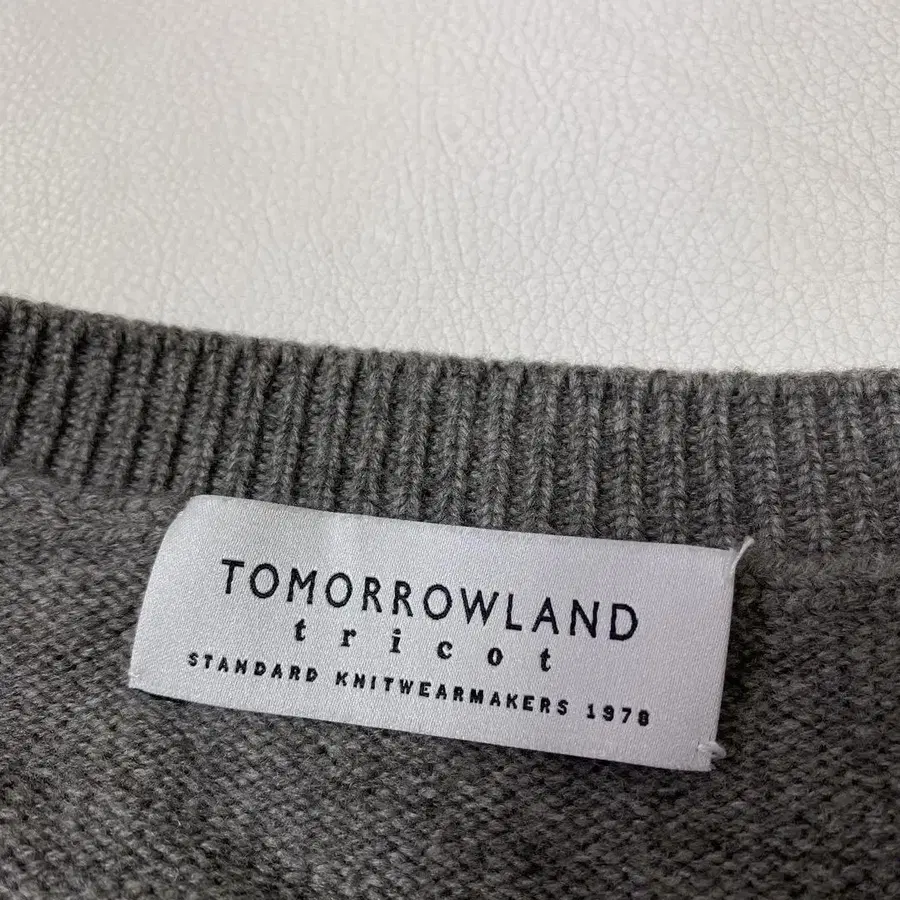 TOMORROWLAND
tricot
STANDARD KNITWEARMAKERS 1978